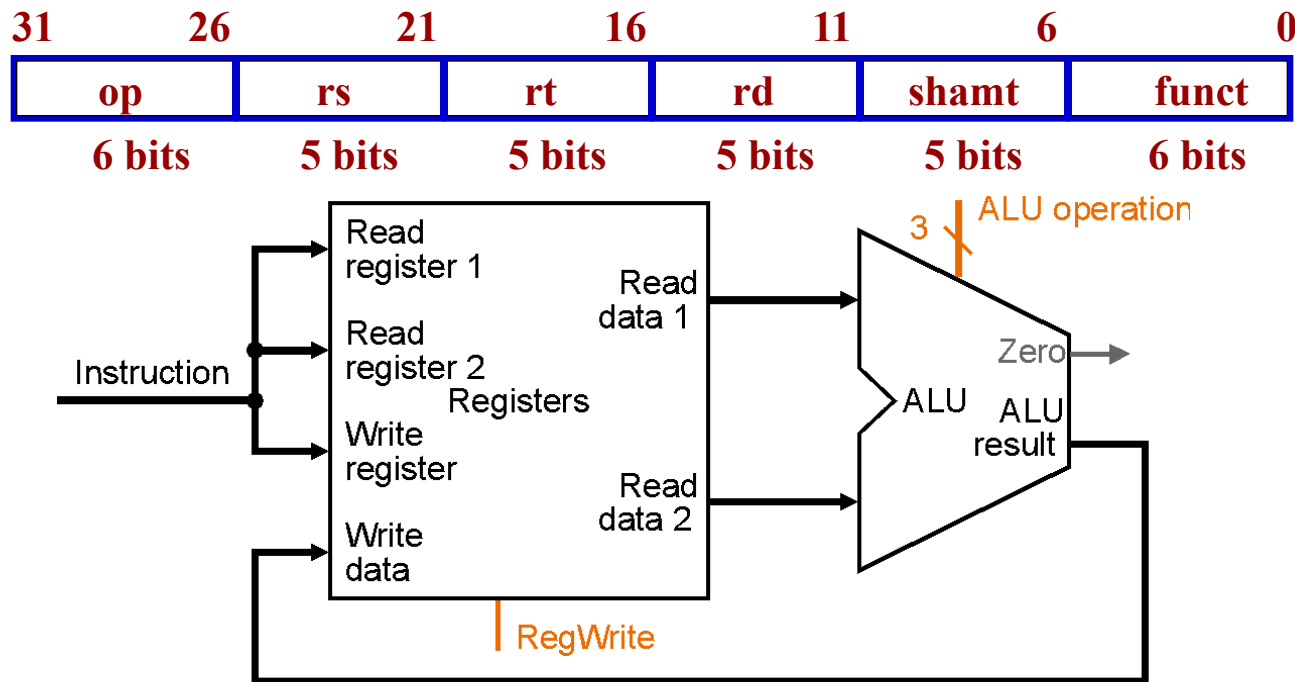 31 26 21 16 11 6 0
op rs rt rd shamt funct
6 bits 5 bits 5 bits 5 bits 5 bits 6 bits
ALU operation
3
Read
register 1
Read
data 1
Read
register 2
Instruction
Registers
Zero
ALU
ALU
result
Write
register
Read
data 2
Write
data
RegWrite